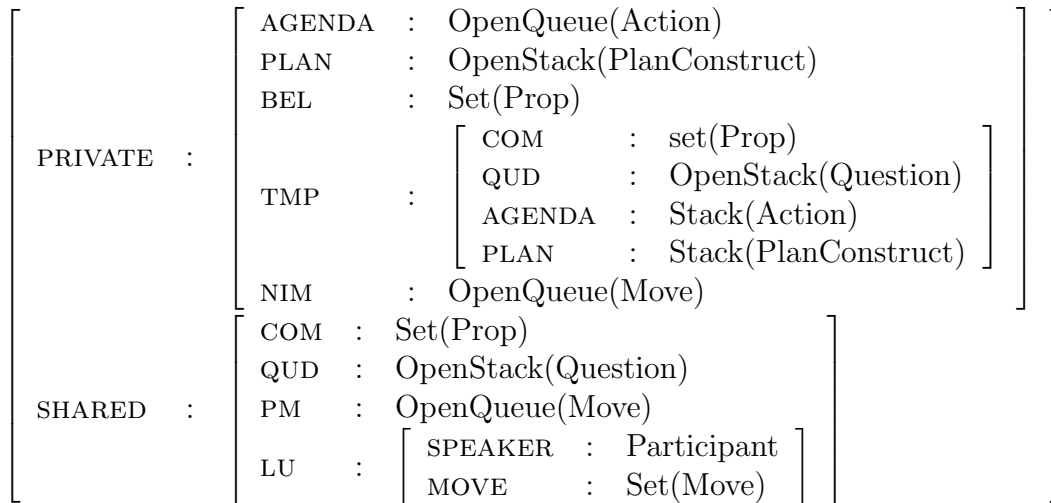 AGENDA : OpenQueue(Action)
PLAN : OpenStack(PlanConstruct)
BEL : Set(Prop)
COM : set(Prop)
QUD : OpenStack(Question)
PRIVATE : TMP :
AGENDA : Stack(Action)
PLAN : Stack(PlanConstruct)
NIM : OpenQueue(Move)
COM : Set(Prop)
QUD : OpenStack(Question)
SHARED : PM : OpenQueue(Move)
LU : SPEAKER : Participant
MOVE : Set(Move)